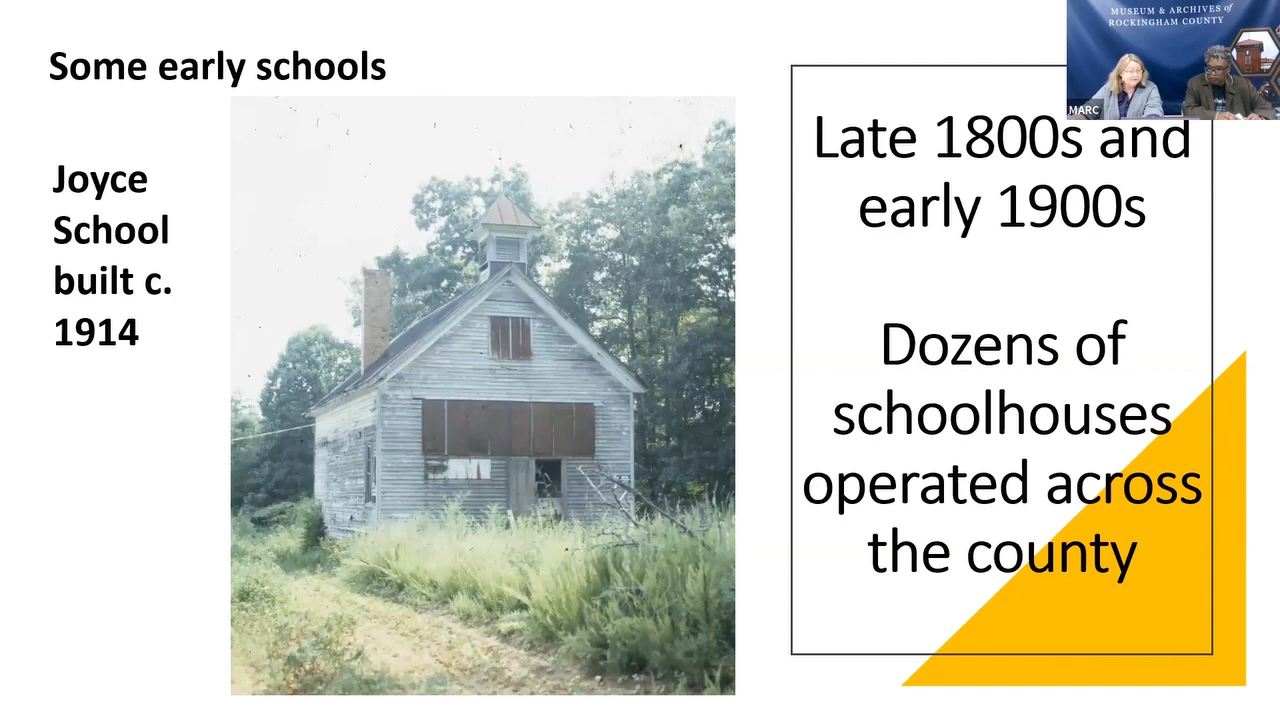 Some early schools
Joyce
School
built c.
1914
Late 1800s and
early 1900s
Dozens of
schoolhouses
operated across
the county
MUSEUM & ARCHIVES of
ROCKINGHAM COUNTY
MARC